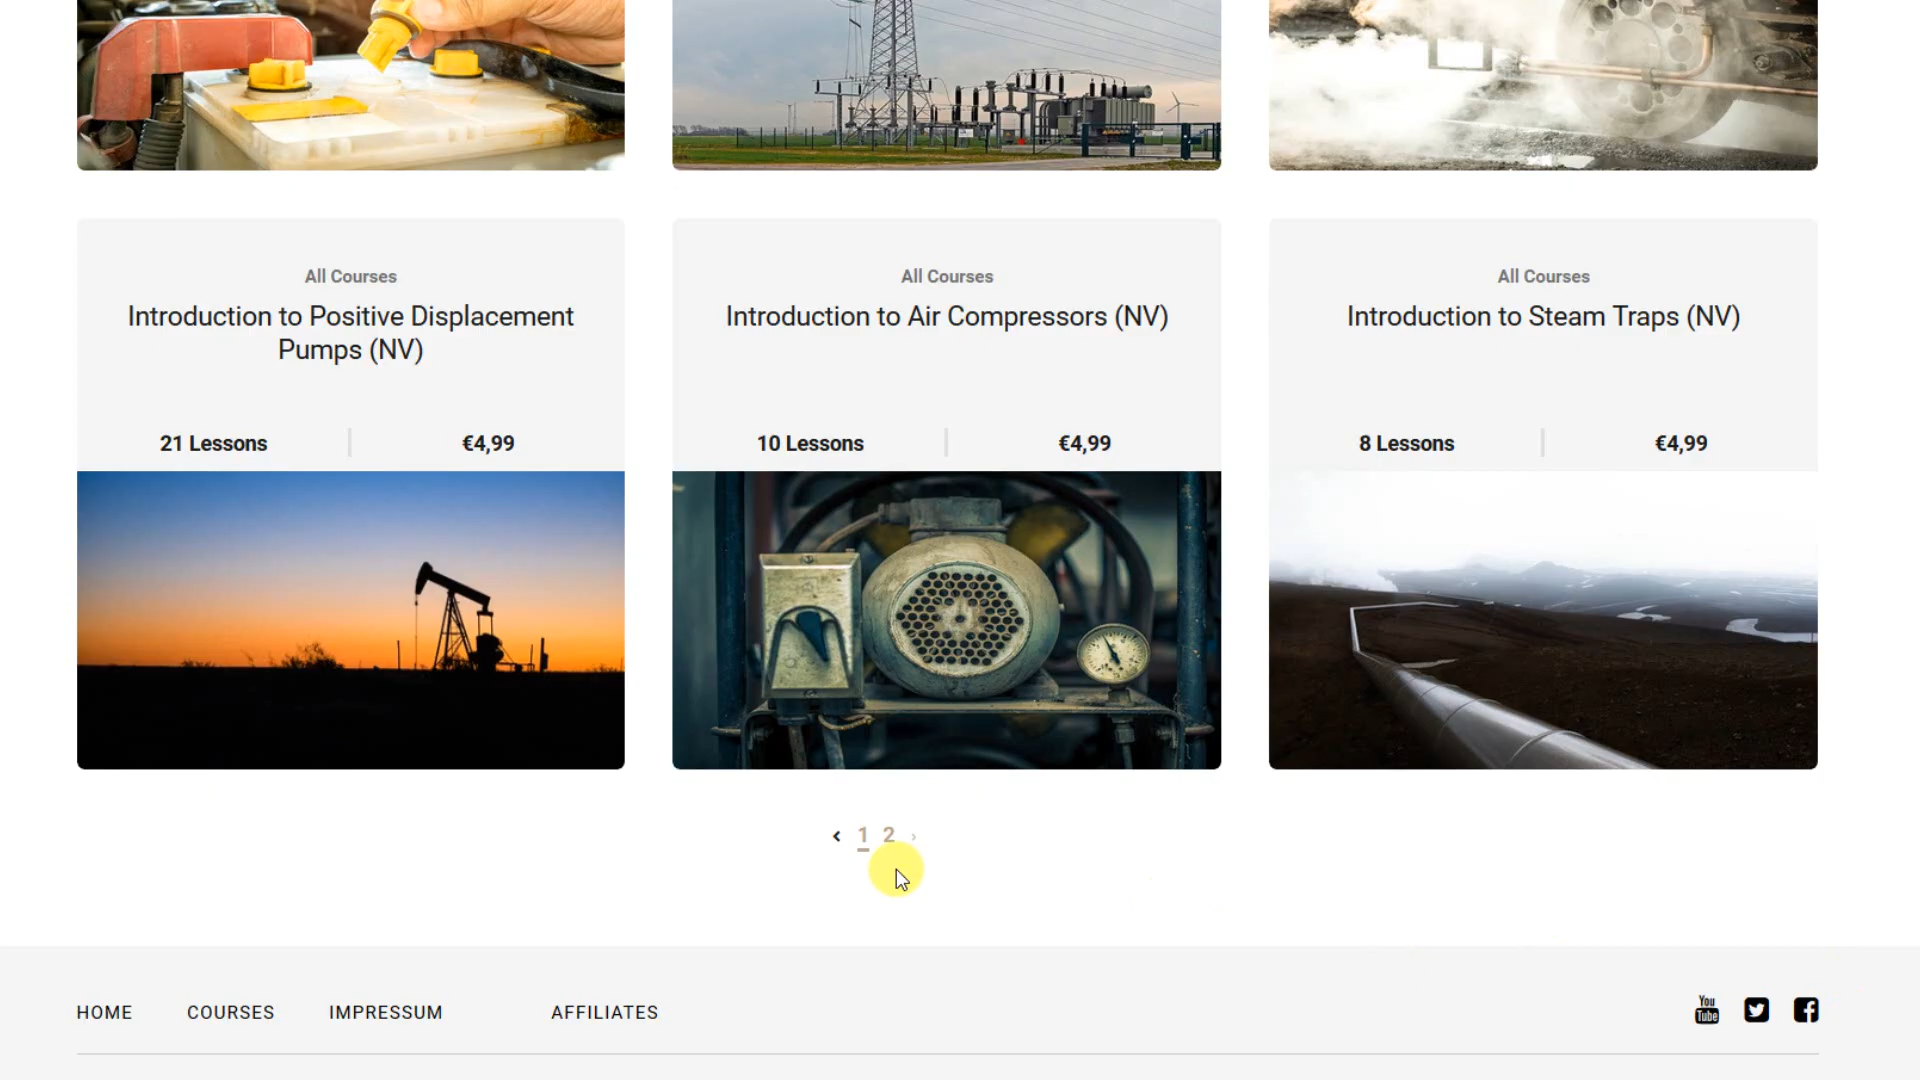 All Courses
Introduction to Positive Displacement
Pumps (NV)
21 Lessons
€4,99
All Courses
Introduction to Air Compressors (NV)
10 Lessons
€4,99
All Courses
Introduction to Steam Traps (NV)
8 Lessons
€4,99
‹ 1 2 ›
HOME COURSES IMPRESSUM AFFILIATES
You
Tube